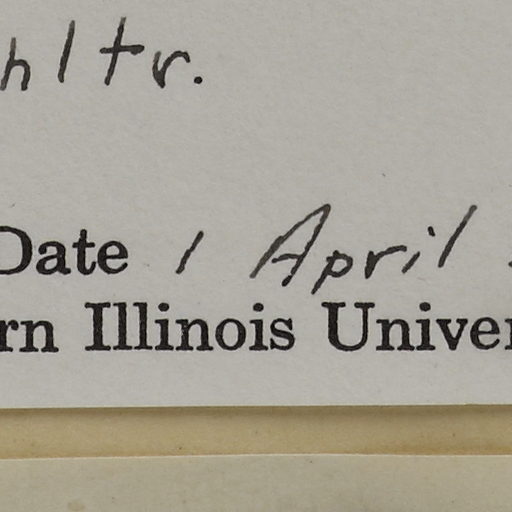 hltr.
Date 1 April
rn Illinois Univer